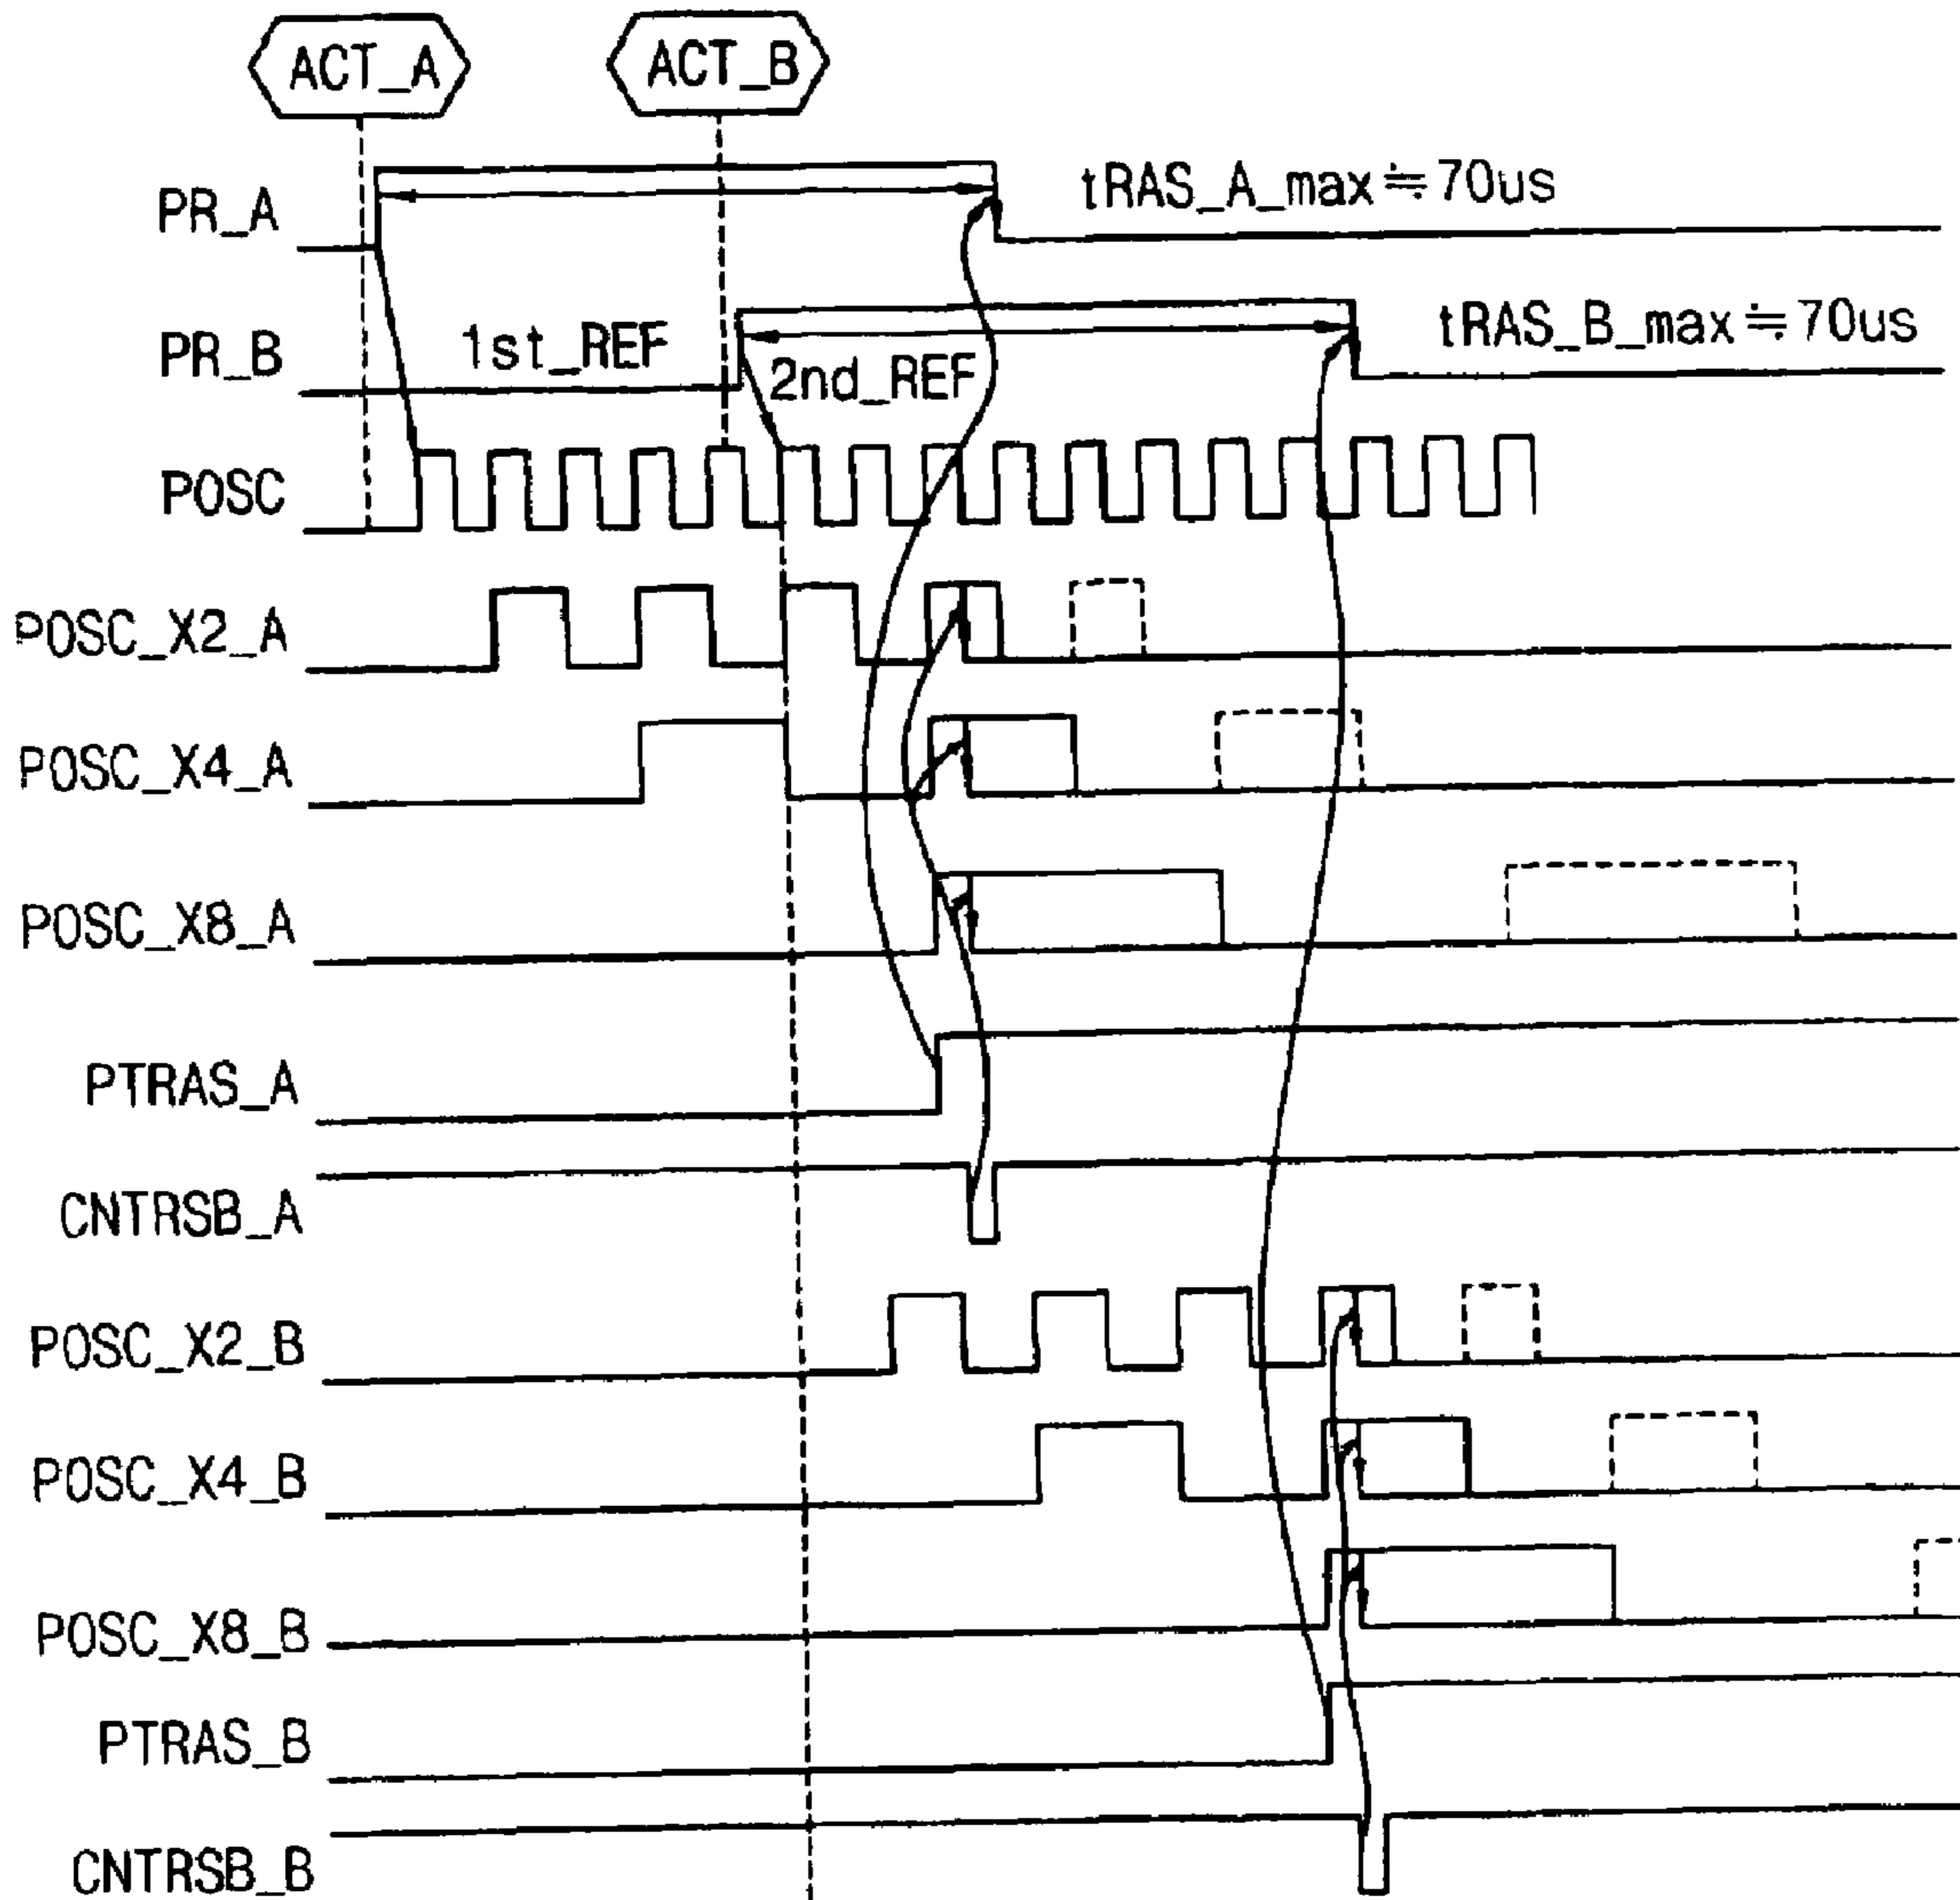 ACT_A ACT_B
PR_A tRAS_A_max≒70us
PR_B 1st_REF 2nd_REF tRAS_B_max≒70us
POSC
POSC_X2_A
POSC_X4_A
POSC_X8_A
PTRAS_A
CNTRSB_A
POSC_X2_B
POSC_X4_B
POSC_X8_B
PTRAS_B
CNTRSB_B